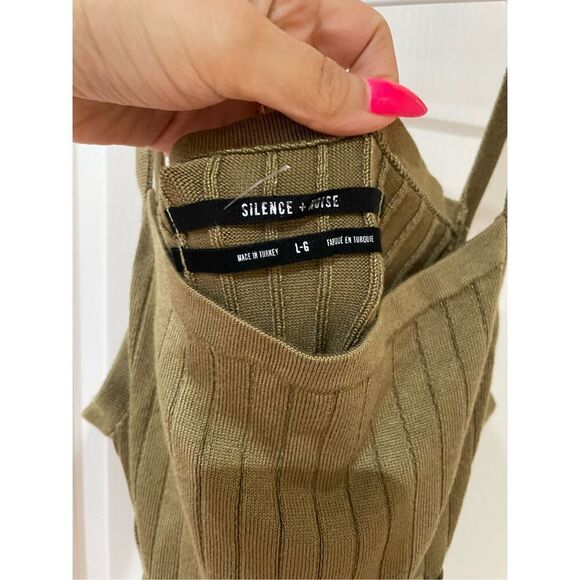 SILENCE + NOISE
MADE IN TURKEY L-G FABRIQUÉ EN TURQUIE